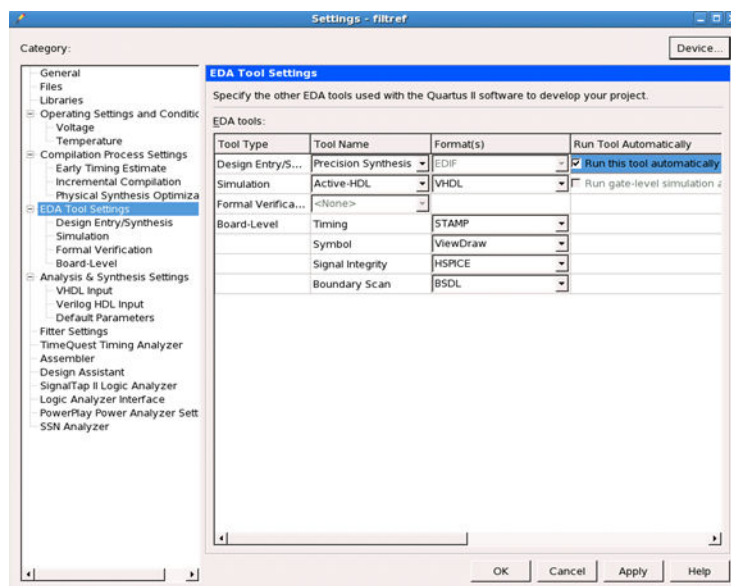 Settings - filtref
Category:
Device...
General
Files
Libraries
Operating Settings and Conditic
Voltage
Temperature
Compilation Process Settings
Early Timing Estimate
Incremental Compilation
Physical Synthesis Optimiza
EDA Tool Settings
Design Entry/Synthesis
Simulation
Formal Verification
Board-Level
Analysis & Synthesis Settings
VHDL Input
Verilog HDL Input
Default Parameters
Fitter Settings
TimeQuest Timing Analyzer
Assembler
Design Assistant
SignalTap II Logic Analyzer
Logic Analyzer Interface
PowerPlay Power Analyzer Sett
SSN Analyzer
EDA Tool Settings
Specify the other EDA tools used with the Quartus II software to develop your project.
EDA tools:
Tool Type Tool Name Format(s) Run Tool Automatically
Design Entry/S... Precision Synthesis EDIF Run this tool automatically
Simulation Active-HDL VHDL Run gate-level simulation a
Formal Verifica... <None>
Board-Level Timing STAMP
Symbol ViewDraw
Signal Integrity HSPICE
Boundary Scan BSDL
OK Cancel Apply Help